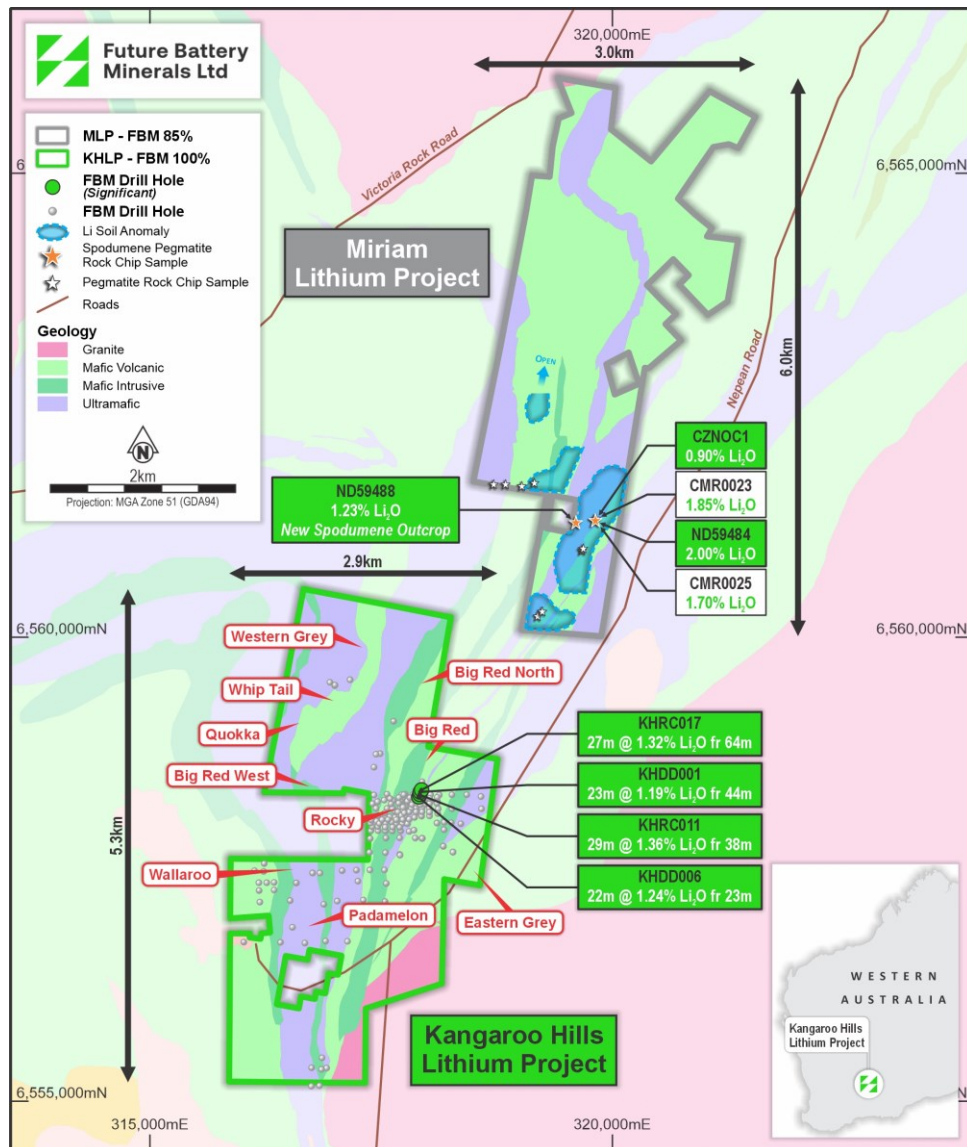 Future Battery
Minerals Ltd
MLP - FBM 85%
KHLP - FBM 100%
FBM Drill Hole
(Significant)
FBM Drill Hole
Li Soil Anomaly
Spodumene Pegmatite
Rock Chip Sample
Pegmatite Rock Chip Sample
Roads
Geology
Granite
Mafic Volcanic
Mafic Intrusive
Ultramafic
N
2km
Projection: MGA Zone 51 (GDA94)
320,000mE
3.0km
Victoria Rock Road
6
6,565,000mN
Miriam
Lithium Project
6.0km
Nepean Road
OPEN
CZNOC1
0.90% Li₂O
CMR0023
1.85% Li₂O
ND59484
2.00% Li₂O
CMR0025
1.70% Li₂O
ND59488
1.23% Li₂O
New Spodumene Outcrop
2.9km
6,560,000mN
6,560,000mN
5.3km
Western Grey
Whip Tail
Quokka
Big Red West
Big Red North
Big Red
Rocky
Wallaroo
Padamelon
Eastern Grey
KHRC017
27m @ 1.32% Li₂O fr 64m
KHDD001
23m @ 1.19% Li₂O fr 44m
KHRC011
29m @ 1.36% Li₂O fr 38m
KHDD006
22m @ 1.24% Li₂O fr 23m
Kangaroo Hills
Lithium Project
WESTERN
AUSTRALIA
Kangaroo Hills
Lithium Project
6,555,000mN
315,000mE
320,000mE